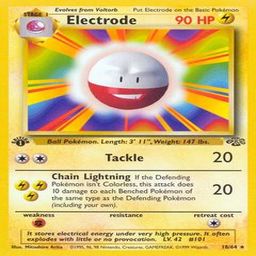 STAGE 1
Evolves from Voltorb
Put Electrode on the Basic Pokémon
Electrode
90 HP
Ball Pokémon. Length: 3' 11", Weight: 147 lbs.
Tackle 20
Chain Lightning If the Defending
Pokémon isn't Colorless, this attack does
10 damage to each Benched Pokémon of
the same type as the Defending Pokémon
(including your own).
20
weakness
resistance
retreat cost
It stores electrical energy under very high pressure. It often
explodes with little or no provocation. LV. 42 #101
Illus. Mitsuhiro Arita
18/64 ★